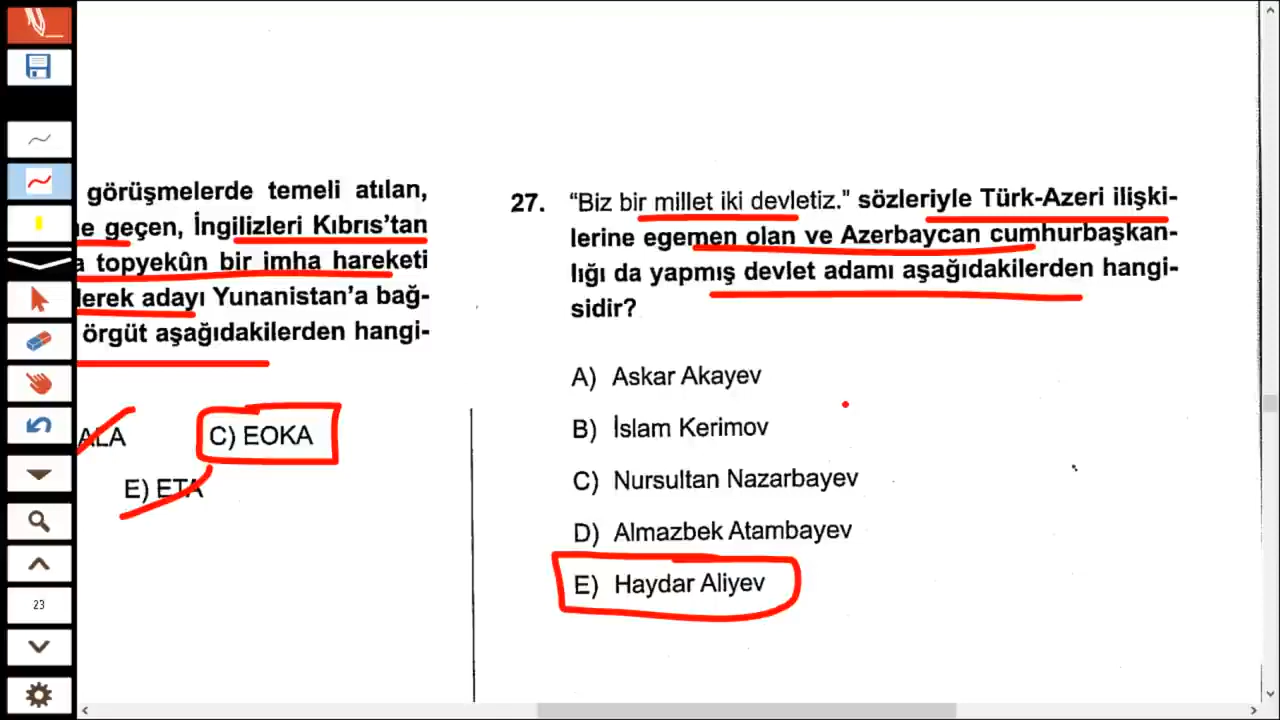 görüşmelerde temeli atılan,
geçen, İngilizleri Kıbrıs'tan
topyekûn bir imha hareketi
adayı Yunanistan'a bağ-
örgüt aşağıdakilerden hangi-
C) EOKA
E) ETA
27. "Biz bir millet iki devletiz." sözleriyle Türk-Azeri ilişki-
lerine egemen olan ve Azerbaycan cumhurbaşkan-
lığı da yapmış devlet adamı aşağıdakilerden hangi-
sidir?
A) Askar Akayev
B) İslam Kerimov
C) Nursultan Nazarbayev
D) Almazbek Atambayev
E) Haydar Aliyev
23